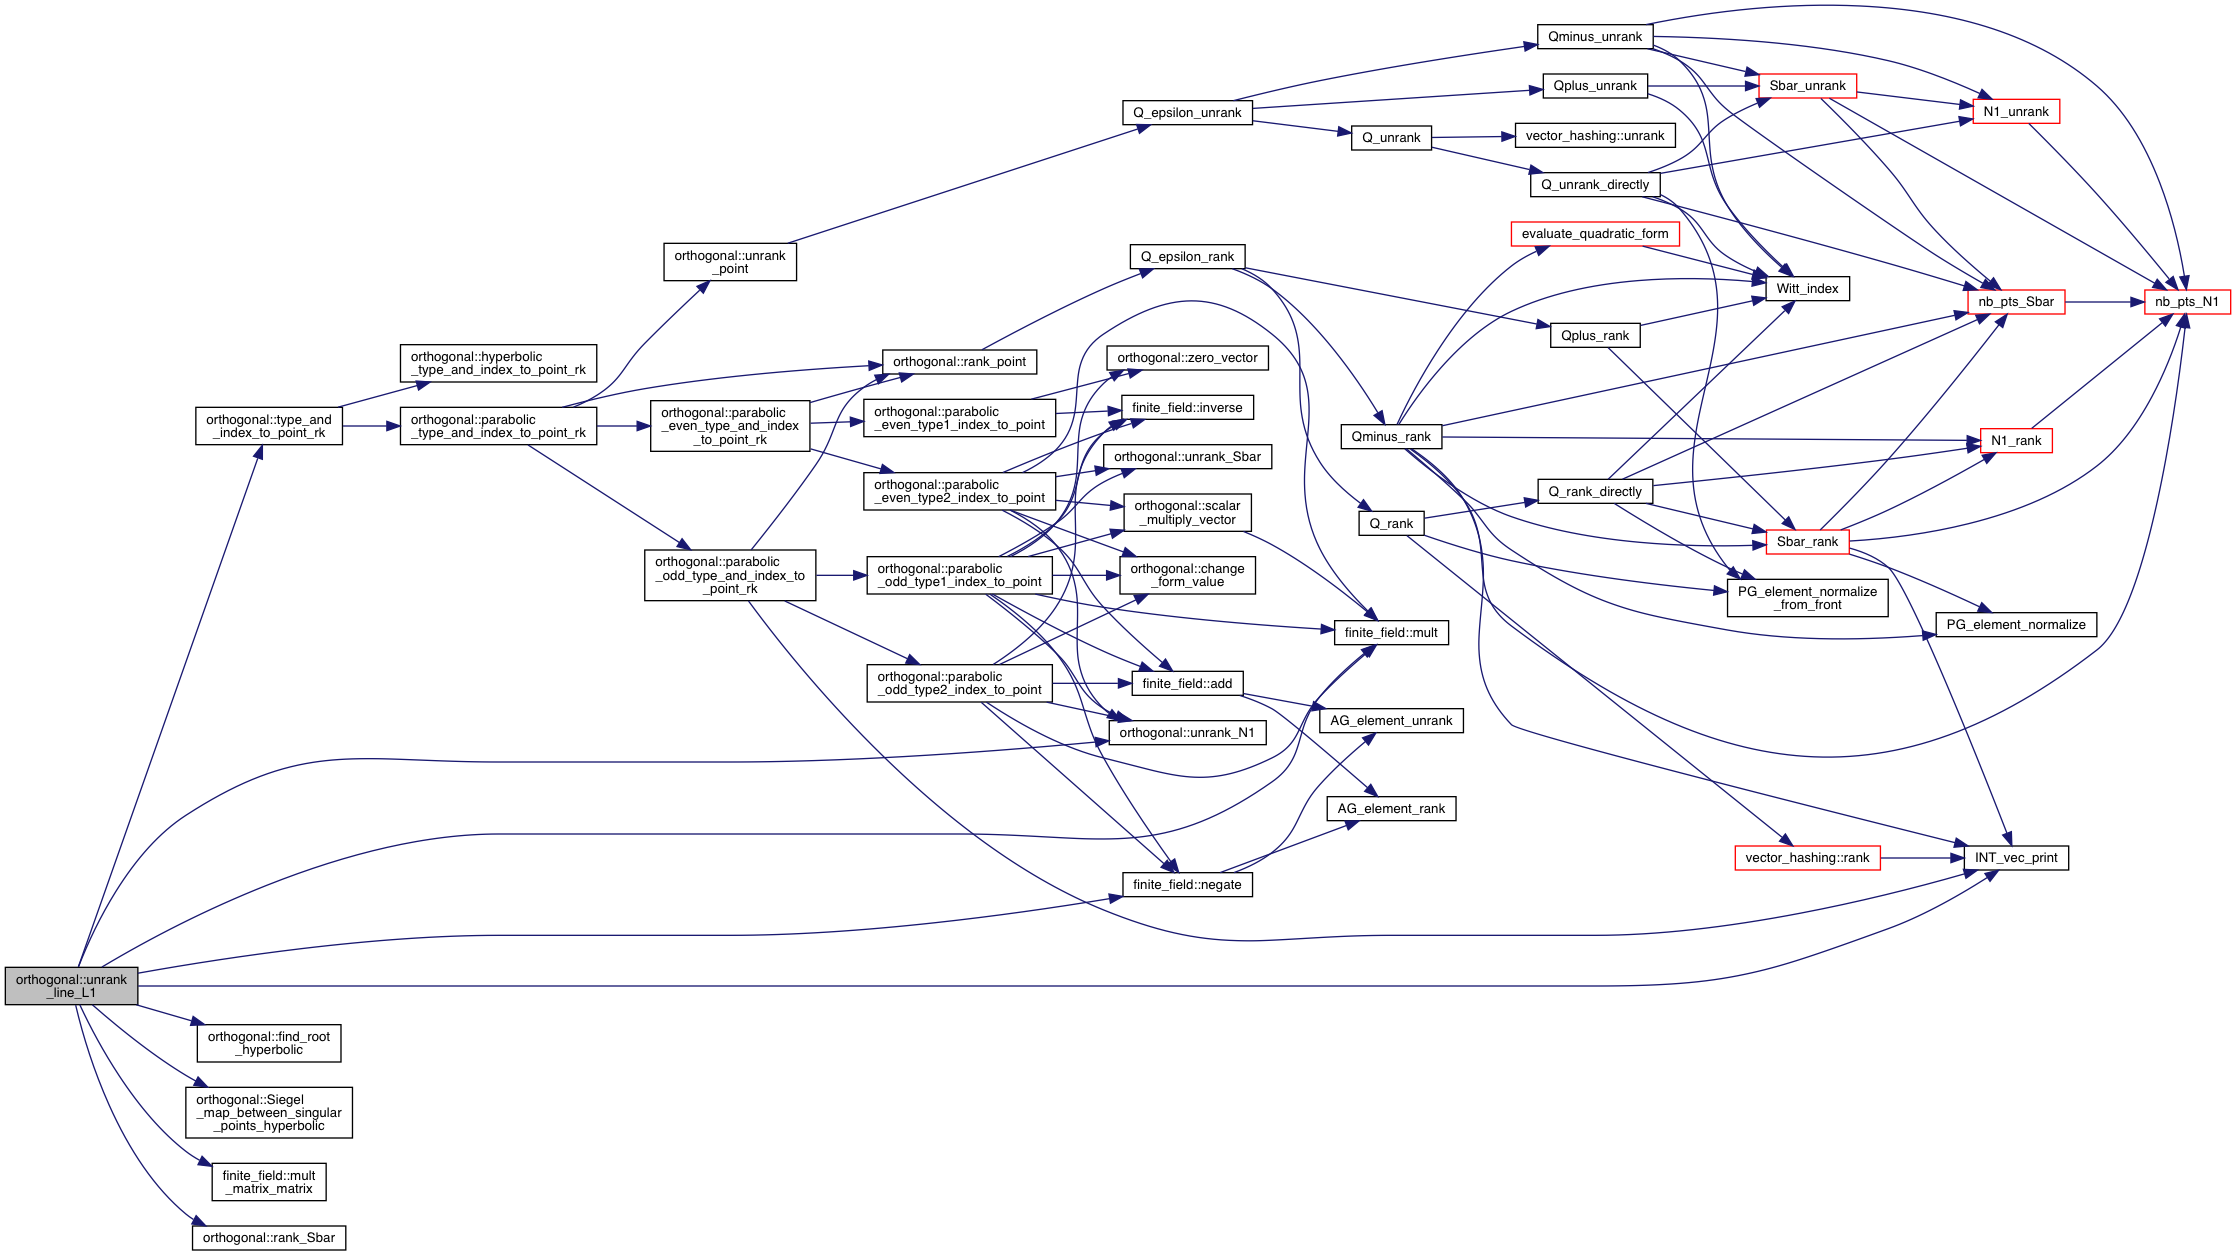 orthogonal::unrank
_line_L1
orthogonal::type_and
_index_to_point_rk
orthogonal::find_root
_hyperbolic
orthogonal::Siegel
_map_between_singular
_points_hyperbolic
finite_field::mult
_matrix_matrix
orthogonal::rank_Sbar
orthogonal::hyperbolic
_type_and_index_to_point_rk
orthogonal::parabolic
_type_and_index_to_point_rk
orthogonal::unrank
_point
orthogonal::parabolic
_even_type_and_index
_to_point_rk
orthogonal::parabolic
_odd_type_and_index_to
_point_rk
orthogonal::rank_point
orthogonal::parabolic
_even_type1_index_to_point
orthogonal::parabolic
_even_type2_index_to_point
orthogonal::parabolic
_odd_type1_index_to_point
orthogonal::parabolic
_odd_type2_index_to_point
Q_epsilon_unrank
Q_epsilon_rank
orthogonal::zero_vector
finite_field::inverse
orthogonal::unrank_Sbar
orthogonal::scalar
_multiply_vector
orthogonal::change
_form_value
finite_field::add
orthogonal::unrank_N1
finite_field::negate
Q_unrank
Qminus_rank
Q_rank
finite_field::mult
AG_element_unrank
AG_element_rank
Qminus_unrank
Qplus_unrank
vector_hashing::unrank
Q_unrank_directly
evaluate_quadratic_form
Qplus_rank
Q_rank_directly
Sbar_unrank
Witt_index
Sbar_rank
PG_element_normalize
_from_front
vector_hashing::rank
N1_unrank
nb_pts_Sbar
N1_rank
PG_element_normalize
INT_vec_print
nb_pts_N1